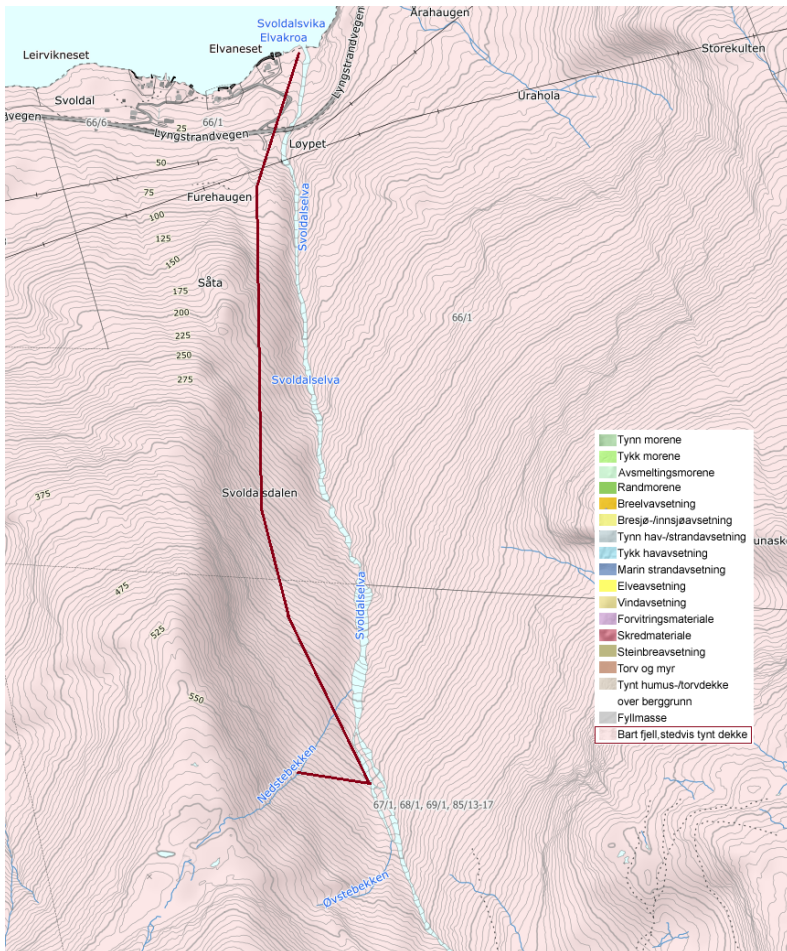 Svoldalsvika
Årahaugen
Elvakroa
Leirvikneset
Elvaneset
Storekulten
Lyngstrandvegen
Svoldal
Urahola
vegen
66/6
66/1
25
Lyngstrandvegen
Løypet
50
75
Furehaugen
Svoldalselva
100
125
150
Såta
175
200
66/1
225
250
275
Svoldalselva
Tynn morene
Tykk morene
Avsmeltingsmorene
Randmorene
Breelvavsetning
Bresjø-/innsjøavsetning
Tynn hav-/strandavsetning
Tykk havavsetning
Marin strandavsetning
Elveavsetning
Vindavsetning
Forvitringsmateriale
Skredmateriale
Steinbreavsetning
Torv og myr
Tynt humus-/torvdekke
over berggrunn
Fyllmasse
Bart fjell,stedvis tynt dekke
375
Svoldalsdalen
unask
475
Svoldalselva
525
550
Nedstebekken
67/1, 68/1, 69/1, 85/13-17
Øvstebekken